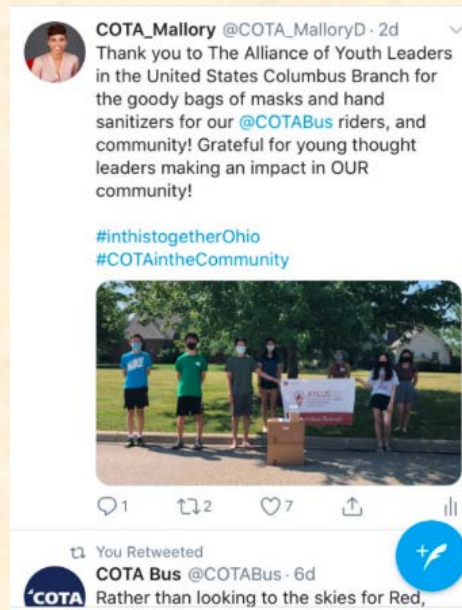 COTA_Mallory @COTA_MalloryD · 2d
Thank you to The Alliance of Youth Leaders
in the United States Columbus Branch for
the goody bags of masks and hand
sanitizers for our @COTABus riders, and
community! Grateful for young thought
leaders making an impact in OUR
community!
#inthistogetherOhio
#COTAintheCommunity
AYLUS
Branch
1
2
7
You Retweeted
COTA Bus @COTABus · 6d
COTA
Rather than looking to the skies for Red,